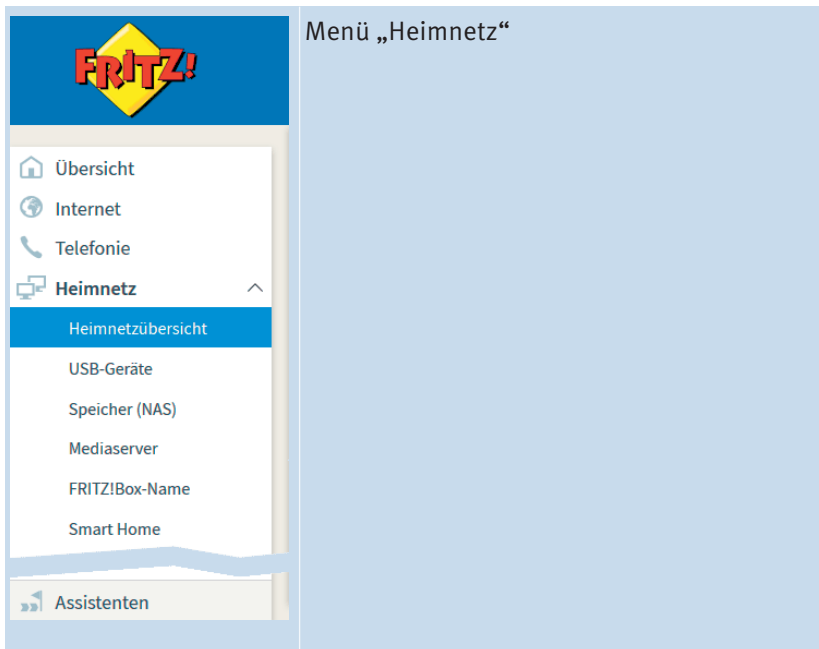 FRITZ!
Menü „Heimnetz“
Übersicht
Internet
Telefonie
Heimnetz
Heimnetzübersicht
USB-Geräte
Speicher (NAS)
Mediaserver
FRITZ!Box-Name
Smart Home
Assistenten